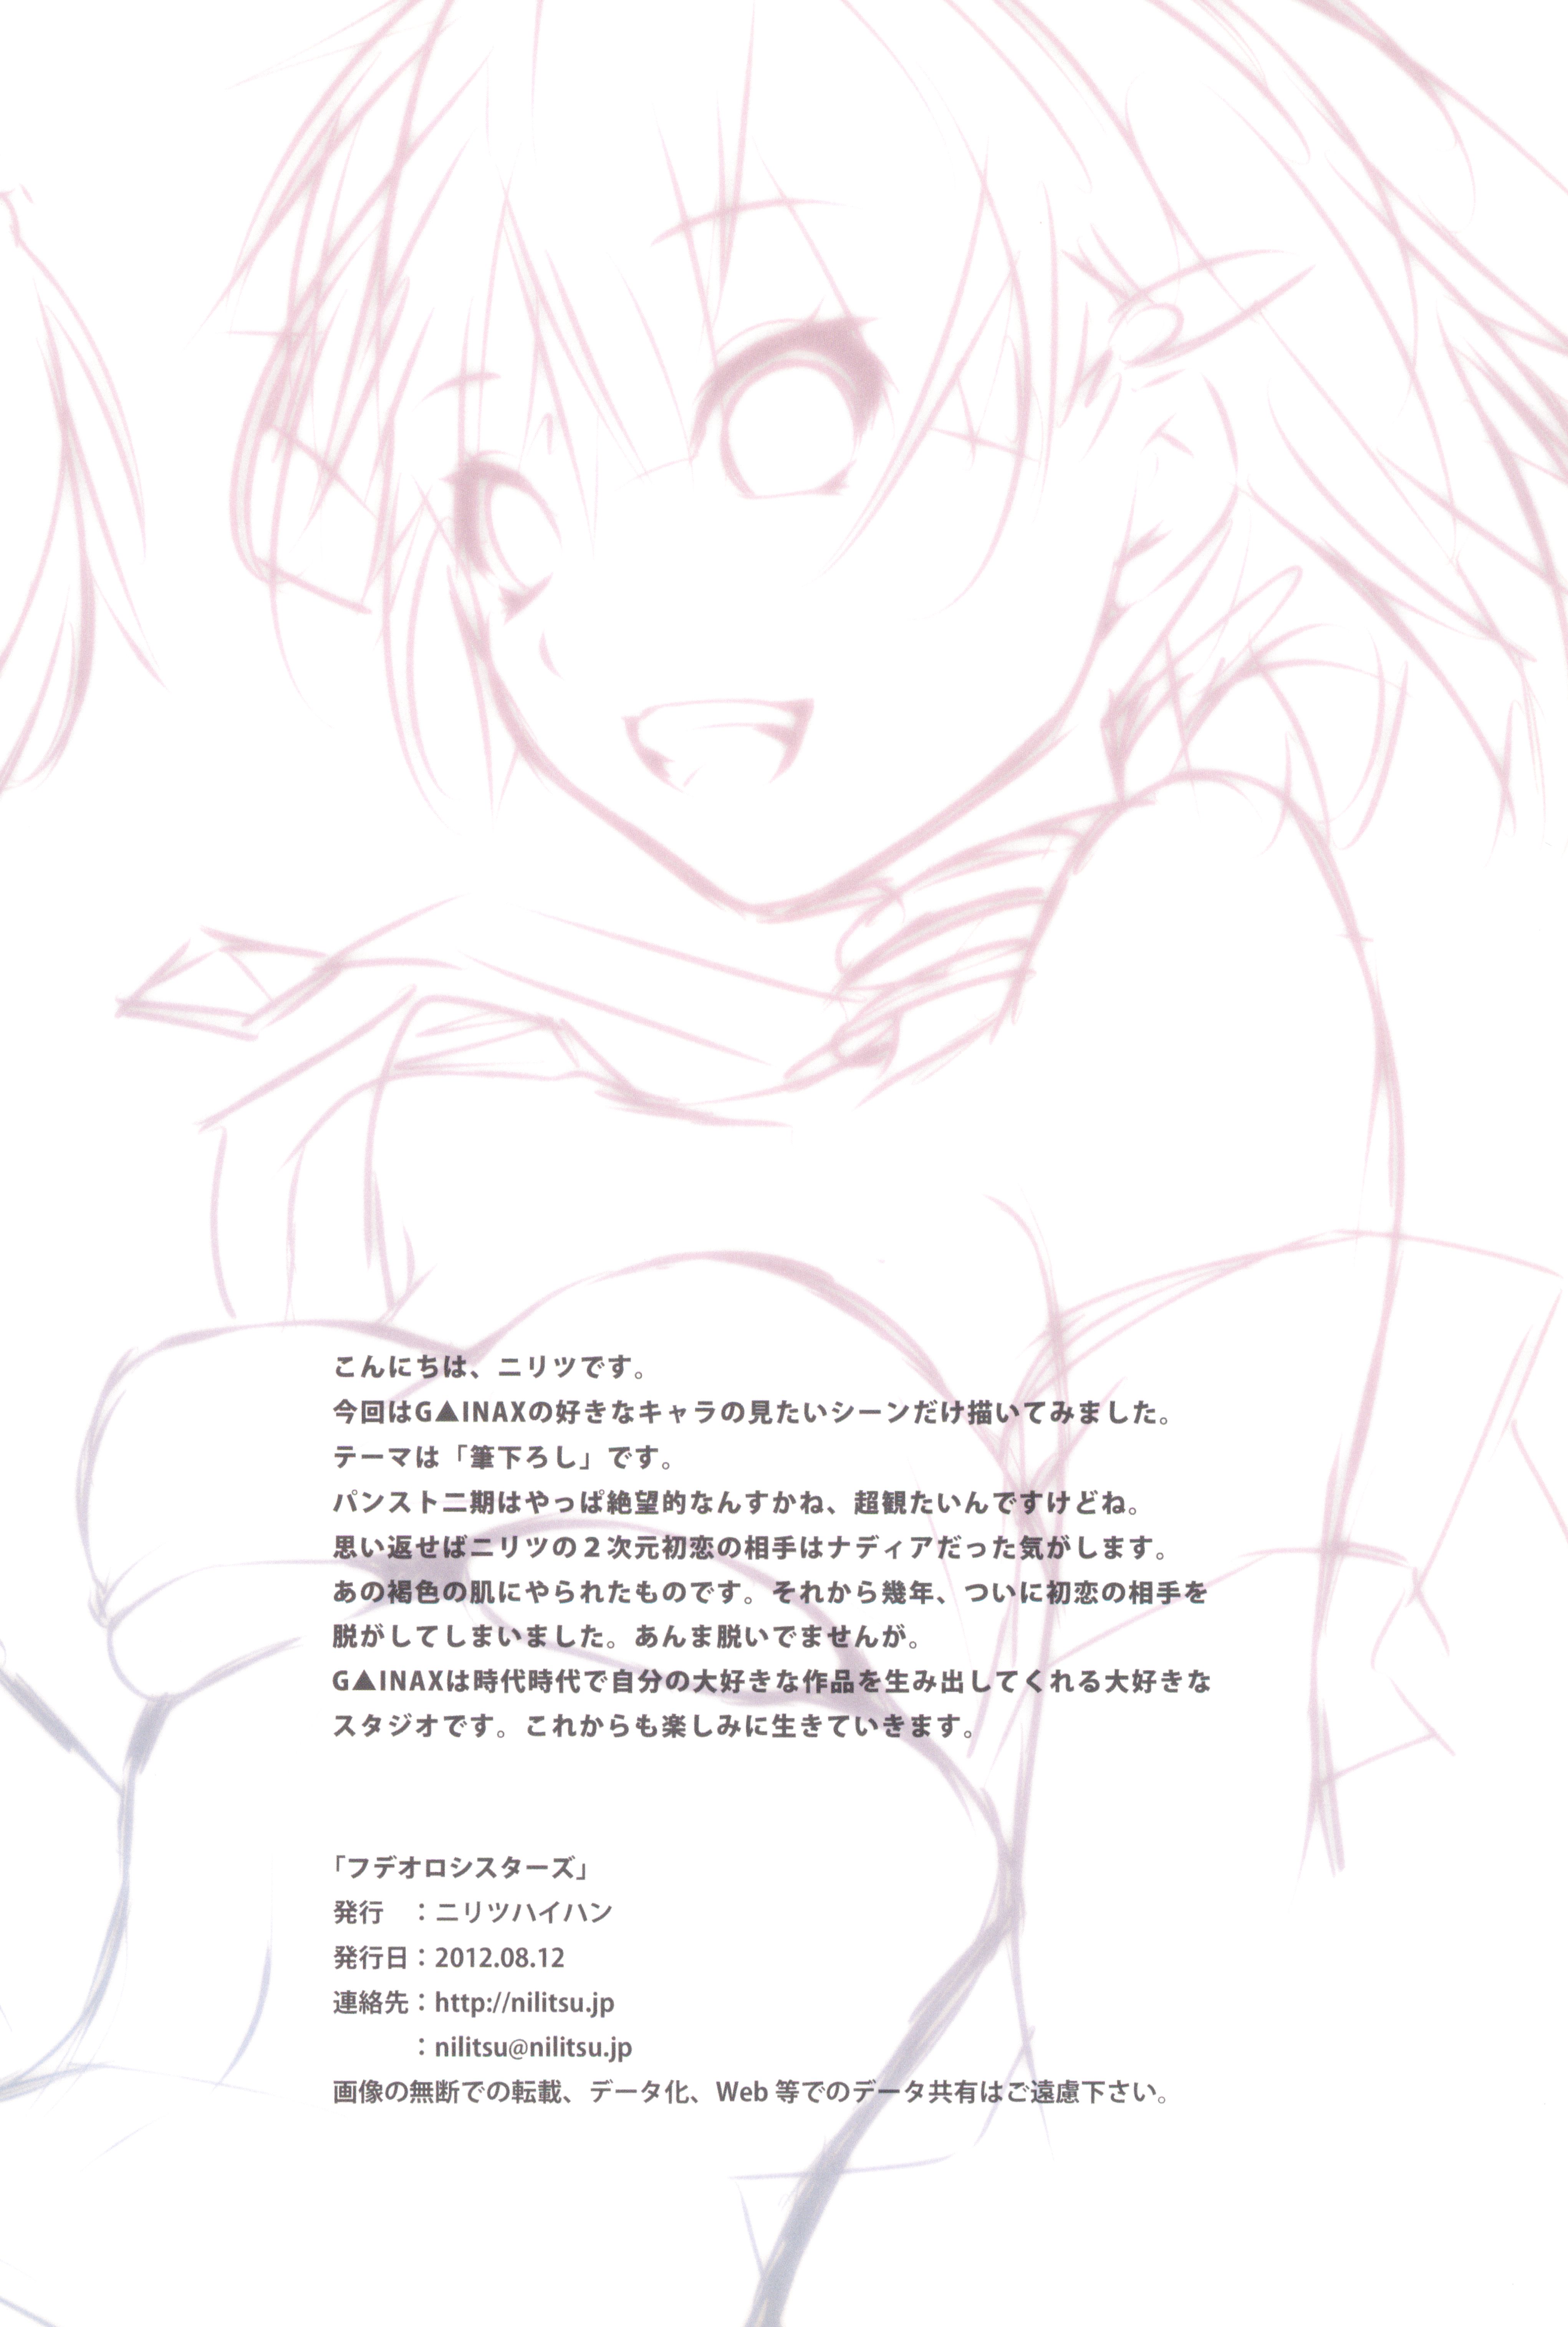 こんにちは、ニリツです。
今回はG▲INAXの好きなキャラの見たいシーンだけ描いてみました。
テーマは「筆下ろし」です。
パンスト二期はやっぱ絶望的なんすかね、超観たいんですけどね。
思い返せばニリツの２次元初恋の相手はナディアだった気がします。
あの褐色の肌にやられたものです。それから幾年、ついに初恋の相手を
脱がしてしまいました。あんま脱いでませんが。
G▲INAXは時代時代で自分の大好きな作品を生み出してくれる大好きな
スタジオです。これからも楽しみに生きていきます。
「フデオロシスターズ」
発行　：ニリツハイハン
発行日：2012.08.12
連絡先：http://nilitsu.jp
：nilitsu@nilitsu.jp
画像の無断での転載、データ化、Web 等でのデータ共有はご遠慮下さい。